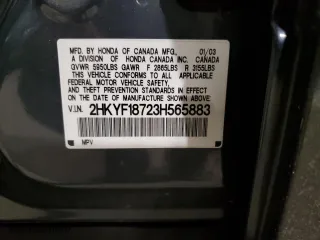 MFD. BY HONDA OF CANADA MFG. 01/03
A DIVISION OF HONDA CANADA INC. CANADA
GVWR 5950LBS GAWR F 2865LBS R 3155LBS
THIS VEHICLE CONFORMS TO ALL APPLICABLE
FEDERAL MOTOR VEHICLE SAFETY AND THEFT
PREVENTION STANDARDS IN EFFECT ON THE
DATE OF MANUFACTURE SHOWN ABOVE.
V.I.N. 2HKYF18723H565883
MPV